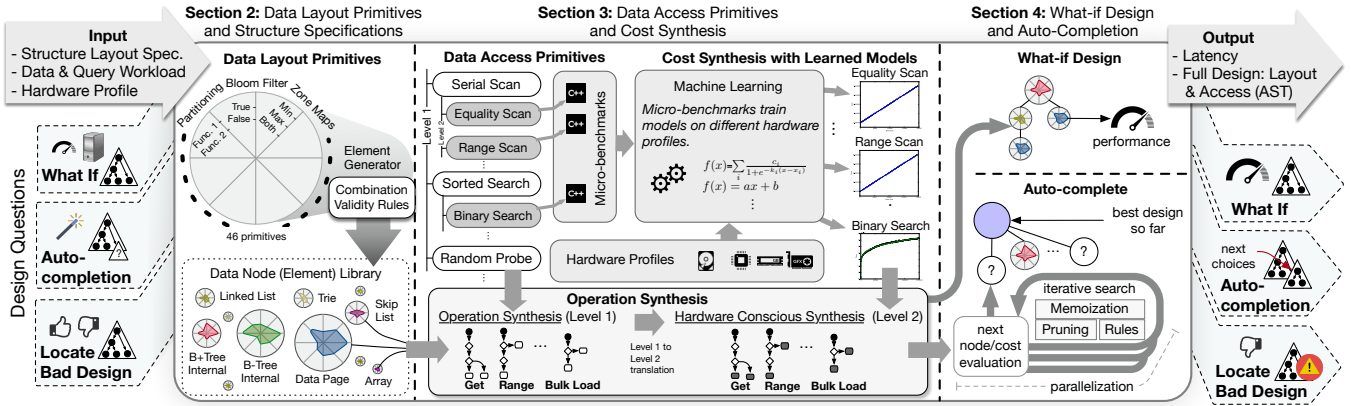 Section 2: Data Layout Primitives
and Structure Specifications
Section 3: Data Access Primitives
and Cost Synthesis
Section 4: What-if Design
and Auto-Completion
Input
- Structure Layout Spec.
- Data & Query Workload
- Hardware Profile
Design Questions
What If
Auto-
completion
?
Locate
Bad Design
Data Layout Primitives
Partitioning
Bloom Filter
Zone Maps
Func. 1
Func. 2
True
False
Min
Max
Both
46 primitives
Element
Generator
Combination
Validity Rules
Data Node (Element) Library
Linked List
Trie
Skip
List
B+Tree
Internal
B-Tree
Internal
Data Page
Array
Data Access Primitives
Level 1
Level 2
Serial Scan
Equality Scan
Range Scan
⋮
Sorted Search
Binary Search
⋮
Random Probe
C++
C++
C++
Micro-benchmarks
Cost Synthesis with Learned Models
Machine Learning
Micro-benchmarks train
models on different hardware
profiles.
f(x)=∑_i c_i/(1+e^{-k_i(x-x_i)})
f(x) = ax + b
⋮
Hardware Profiles
GFX
Equality Scan
⋮
Range Scan
Binary Search
Operation Synthesis
Operation Synthesis (Level 1)
...
Get
Range
Bulk Load
Level 1 to
Level 2
translation
Hardware Conscious Synthesis (Level 2)
...
Get
Range
Bulk Load
What-if Design
performance
Auto-complete
best design
so far
?
...
?
iterative search
Memoization
Pruning
Rules
next
node/cost
evaluation
parallelization
Output
- Latency
- Full Design: Layout
& Access (AST)
What If
next
choices
Auto-
completion
Locate
Bad Design